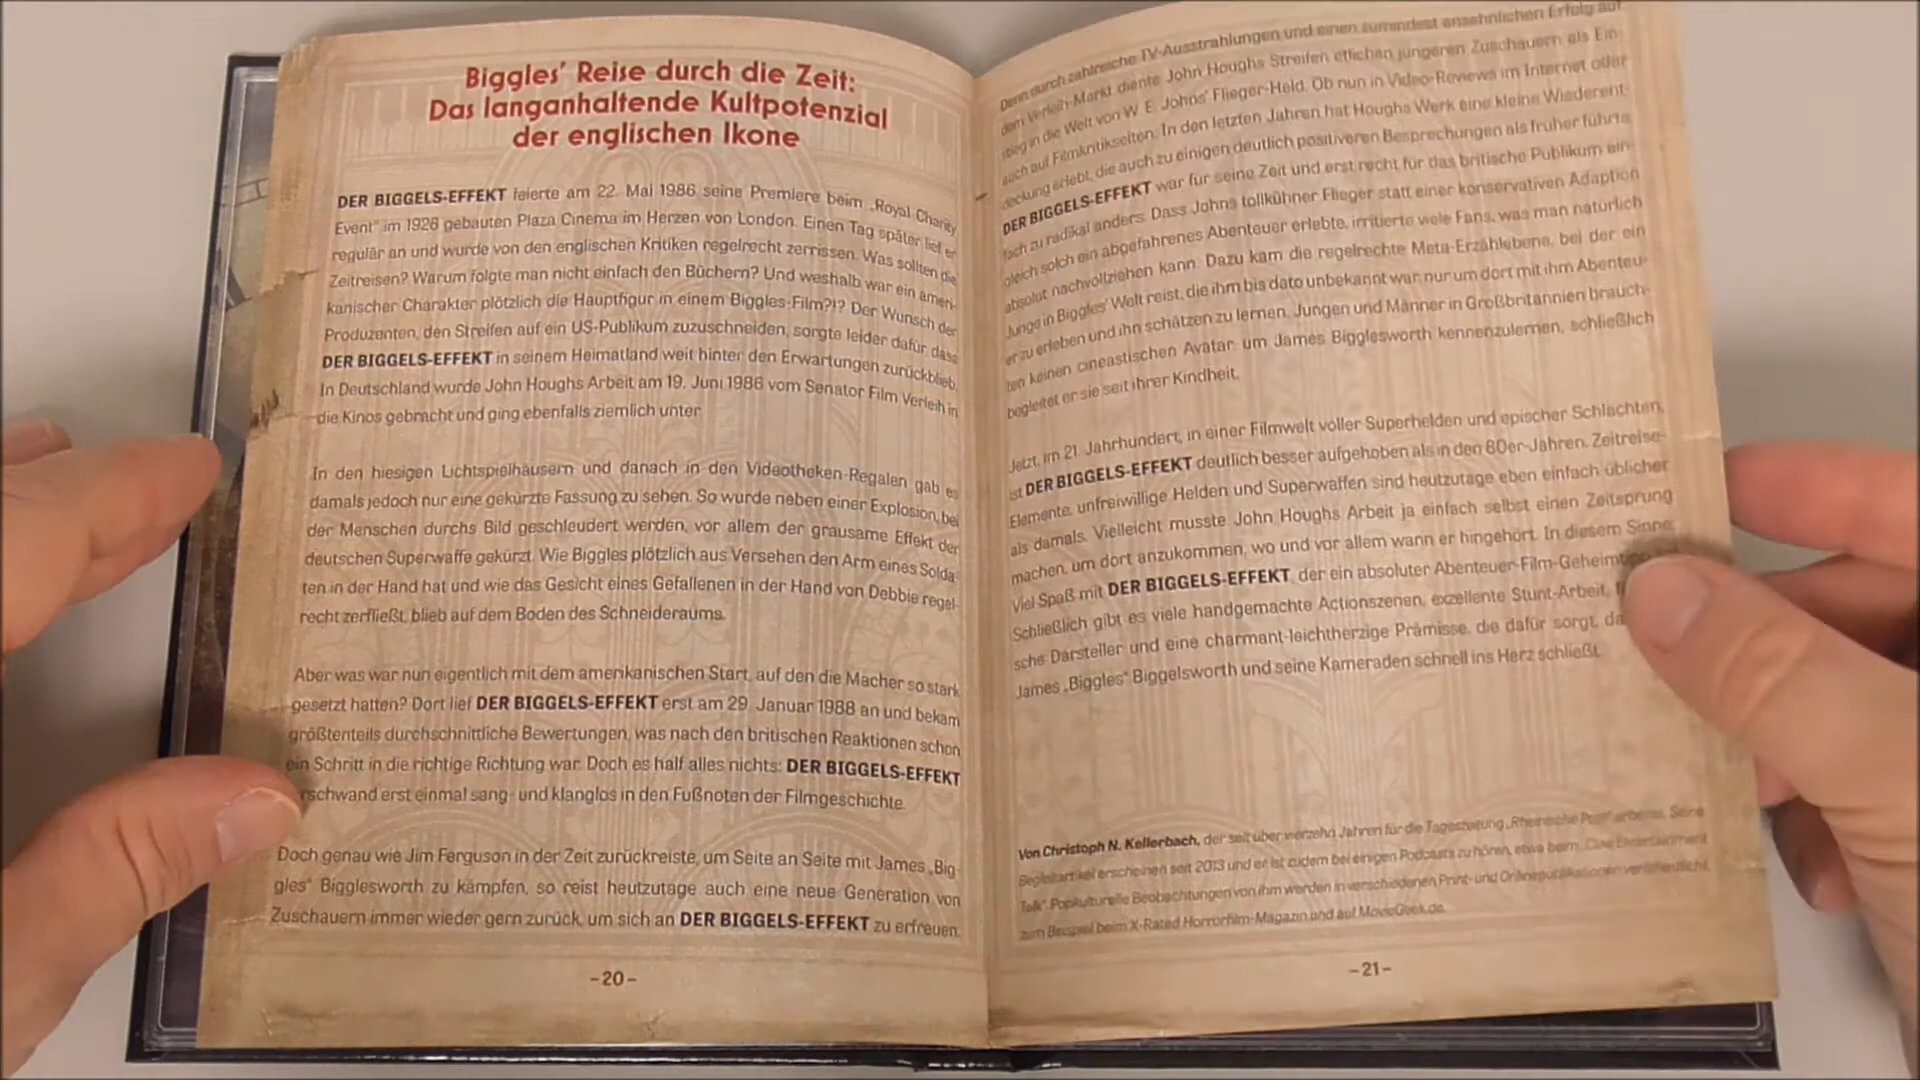 Biggles' Reise durch die Zeit:
Das langanhaltende Kultpotenzial
der englischen Ikone
DER BIGGELS-EFFEKT feierte am 22. Mai 1986 seine Premiere beim „Royal Charity
Event“ im 1926 gebauten Plaza Cinema im Herzen von London. Einen Tag später lief er
regulär an und wurde von den englischen Kritiken regelrecht zerrissen. Was sollten die
Zeitreisen? Warum folgte man nicht einfach den Büchern? Und weshalb war ein ameri-
kanischer Charakter plötzlich die Hauptfigur in einem Biggles-Film?!? Der Wunsch der
Produzenten, den Streifen auf ein US-Publikum zuzuschneiden, sorgte leider dafür, dass
DER BIGGELS-EFFEKT in seinem Heimatland weit hinter den Erwartungen zurückblieb.
In Deutschland wurde John Houghs Arbeit am 19. Juni 1986 vom Senator Film Verleih in
die Kinos gebracht und ging ebenfalls ziemlich unter.
In den hiesigen Lichtspielhäusern und danach in den Videotheken-Regalen gab es
damals jedoch nur eine gekürzte Fassung zu sehen. So wurde neben einer Explosion, bei
der Menschen durchs Bild geschleudert werden, vor allem der grausame Effekt der
deutschen Superwaffe gekürzt. Wie Biggles plötzlich aus Versehen den Arm eines Solda-
ten in der Hand hat und wie das Gesicht eines Gefallenen in der Hand von Debbie regel-
recht zerfließt, blieb auf dem Boden des Schneideraums.
Aber was war nun eigentlich mit dem amerikanischen Start, auf den die Macher so stark
gesetzt hatten? Dort lief DER BIGGELS-EFFEKT erst am 29. Januar 1988 an und bekam
größtenteils durchschnittliche Bewertungen, was nach den britischen Reaktionen schon
ein Schritt in die richtige Richtung war. Doch es half alles nichts: DER BIGGELS-EFFEKT
rschwand erst einmal sang- und klanglos in den Fußnoten der Filmgeschichte.
Doch genau wie Jim Ferguson in der Zeit zurückreiste, um Seite an Seite mit James „Big-
gles“ Bigglesworth zu kämpfen, so reist heutzutage auch eine neue Generation von
Zuschauern immer wieder gern zurück, um sich an DER BIGGELS-EFFEKT zu erfreuen.
-20-
Denn durch zahlreiche TV-Ausstrahlungen und einen zumindest ansehnlichen Erfolg auf
dem Verleih-Markt diente John Houghs Streifen etlichen jüngeren Zuschauern als Ein-
stieg in die Welt von W. E. Johns' Flieger-Held. Ob nun in Video-Reviews im Internet oder
auch auf Filmkritikseiten: In den letzten Jahren hat Houghs Werk eine kleine Wiederent-
deckung erlebt, die auch zu einigen deutlich positiveren Besprechungen als früher führte.
DER BIGGELS-EFFEKT war für seine Zeit und erst recht für das britische Publikum ein-
fach zu radikal anders. Dass Johns tollkühner Flieger statt einer konservativen Adaption
gleich solch ein abgefahrenes Abenteuer erlebte, irritierte viele Fans, was man natürlich
absolut nachvollziehen kann. Dazu kam die regelrechte Meta-Erzählebene, bei der ein
Junge in Biggles' Welt reist, die ihm bis dato unbekannt war, nur um dort mit ihm Abenteu-
er zu erleben und ihn schätzen zu lernen. Jungen und Männer in Großbritannien brauch-
ten keinen cineastischen Avatar, um James Bigglesworth kennenzulernen, schließlich
begleitet er sie seit ihrer Kindheit.
Jetzt, im 21. Jahrhundert, in einer Filmwelt voller Superhelden und epischer Schlachten,
ist DER BIGGELS-EFFEKT deutlich besser aufgehoben als in den 80er-Jahren. Zeitreise-
Elemente, unfreiwillige Helden und Superwaffen sind heutzutage eben einfach üblicher
als damals. Vielleicht musste John Houghs Arbeit ja einfach selbst einen Zeitsprung
machen, um dort anzukommen, wo und vor allem wann er hingehört. In diesem Sinne:
Viel Spaß mit DER BIGGELS-EFFEKT, der ein absoluter Abenteuer-Film-Geheimtipp
Schließlich gibt es viele handgemachte Actionszenen, exzellente Stunt-Arbeit,
sche Darsteller und eine charmant-leichtherzige Prämisse, die dafür sorgt, da
James „Biggles“ Biggelsworth und seine Kameraden schnell ins Herz schließt.
Von Christoph N. Kellerbach, der seit über vierzehn Jahren für die Tageszeitung „Rheinische Post“ arbeitet. Seine
Begleitartikel erscheinen seit 2013 und er ist zudem bei einigen Podcasts zu hören, etwa beim „Cine Entertainment
Talk“. Popkulturelle Beobachtungen von ihm werden in verschiedenen Print- und Onlinepublikationen veröffentlicht,
zum Beispiel beim X-Rated Horrorfilm-Magazin und auf MovieGeek.de.
-21-